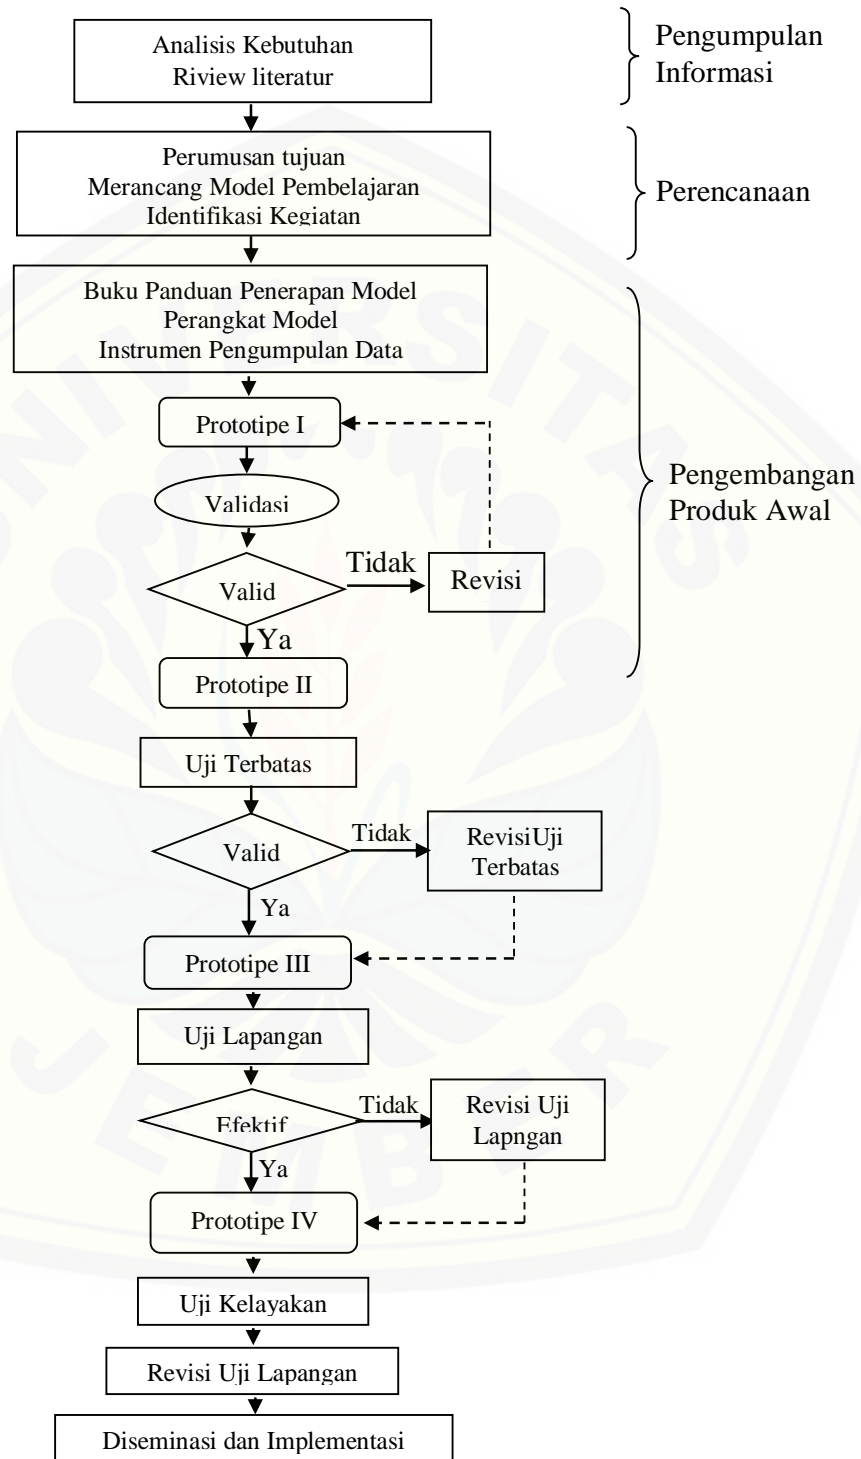 Analisis Kebutuhan
Riview literatur
Pengumpulan
Informasi
Perumusan tujuan
Merancang Model Pembelajaran
Identifikasi Kegiatan
Perencanaan
Buku Panduan Penerapan Model
Perangkat Model
Instrumen Pengumpulan Data
Prototipe I
Validasi
Pengembangan
Produk Awal
Valid
Tidak
Revisi
Ya
Prototipe II
Uji Terbatas
Valid
Tidak
RevisiUji
Terbatas
Ya
Prototipe III
Uji Lapangan
Efektif
Tidak
Revisi Uji
Lapngan
Ya
Prototipe IV
Uji Kelayakan
Revisi Uji Lapangan
Diseminasi dan Implementasi
UNIVERSITAS
JEMBER